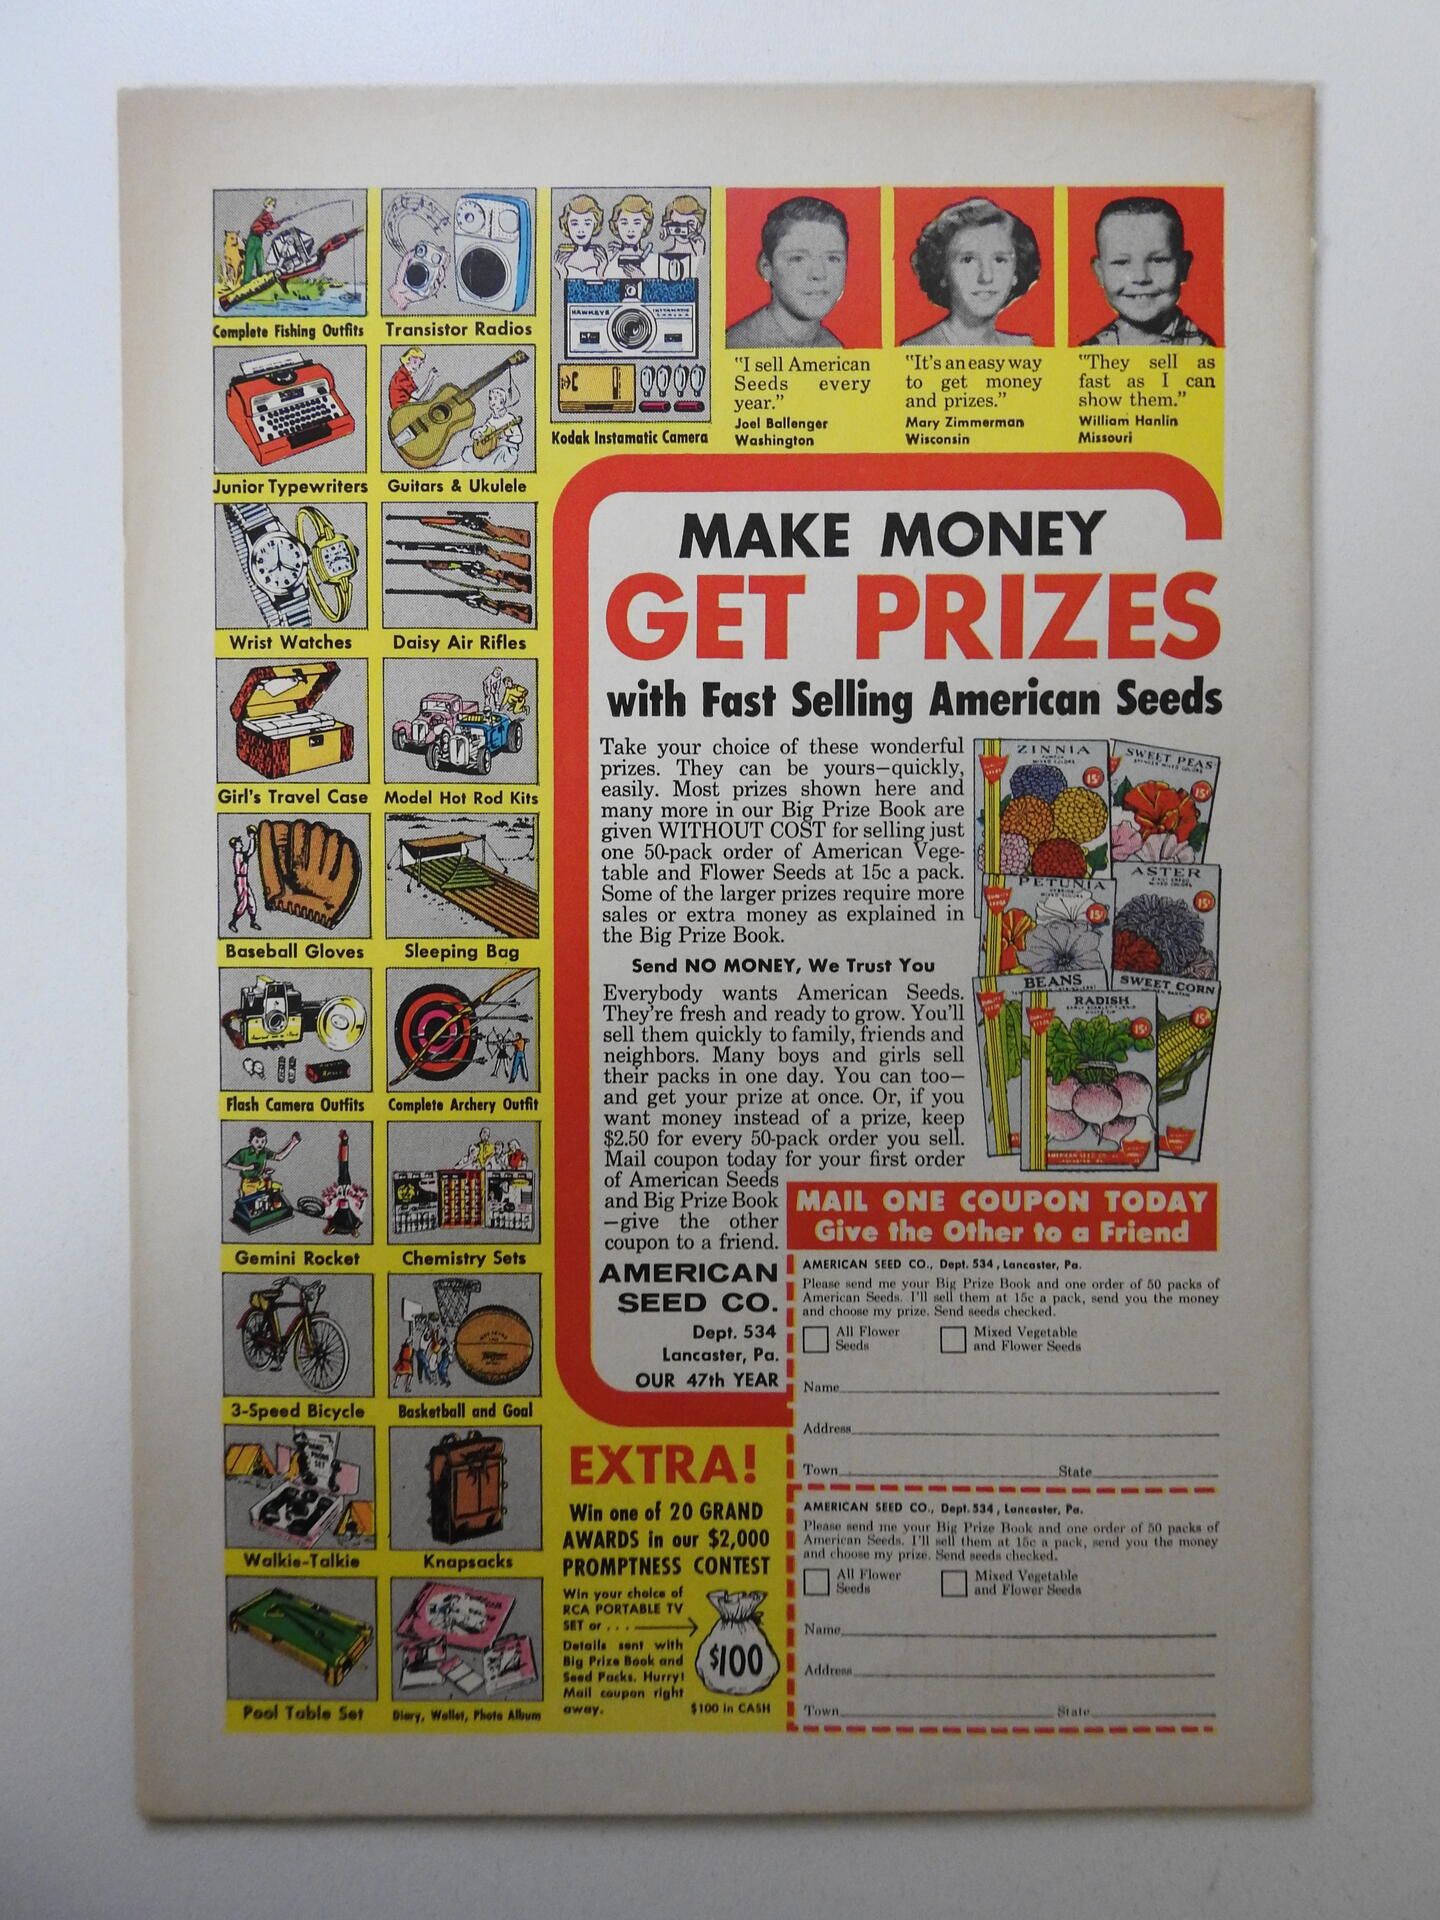 Complete Fishing Outfits
Transistor Radios
HAWKEYE INSTAMATIC
Kodak Instamatic Camera
Junior Typewriters
Guitars & Ukulele
Wrist Watches
Daisy Air Rifles
Girl's Travel Case
Model Hot Rod Kits
Baseball Gloves
Sleeping Bag
Flash Camera Outfits
Complete Archery Outfit
Gemini Rocket
Chemistry Sets
3-Speed Bicycle
Basketball and Goal
Walkie-Talkie
Knapsacks
Pool Table Set
Diary, Wallet, Photo Album
"I sell American
Seeds every
year."
Joel Ballenger
Washington
"It's an easy way
to get money
and prizes."
Mary Zimmerman
Wisconsin
"They sell as
fast as I can
show them."
William Hanlin
Missouri
MAKE MONEY
GET PRIZES
with Fast Selling American Seeds
Take your choice of these wonderful
prizes. They can be yours—quickly,
easily. Most prizes shown here and
many more in our Big Prize Book are
given WITHOUT COST for selling just
one 50-pack order of American Vege-
table and Flower Seeds at 15c a pack.
Some of the larger prizes require more
sales or extra money as explained in
the Big Prize Book.
Send NO MONEY, We Trust You
Everybody wants American Seeds.
They're fresh and ready to grow. You'll
sell them quickly to family, friends and
neighbors. Many boys and girls sell
their packs in one day. You can too—
and get your prize at once. Or, if you
want money instead of a prize, keep
$2.50 for every 50-pack order you sell.
Mail coupon today for your first order
of American Seeds
and Big Prize Book
—give the other
coupon to a friend.
AMERICAN
SEED CO.
Dept. 534
Lancaster, Pa.
OUR 47th YEAR
ZINNIA
15¢
SWEET PEAS
15¢
PETUNIA
15¢
ASTER
15¢
BEANS
SWEET CORN
15¢
RADISH
15¢
MAIL ONE COUPON TODAY
Give the Other to a Friend
AMERICAN SEED CO., Dept. 534, Lancaster, Pa.
Please send me your Big Prize Book and one order of 50 packs of
American Seeds. I'll sell them at 15c a pack, send you the money
and choose my prize. Send seeds checked.
All Flower
Seeds
Mixed Vegetable
and Flower Seeds
Name
Address
Town State
AMERICAN SEED CO., Dept. 534, Lancaster, Pa.
Please send me your Big Prize Book and one order of 50 packs of
American Seeds. I'll sell them at 15c a pack, send you the money
and choose my prize. Send seeds checked.
All Flower
Seeds
Mixed Vegetable
and Flower Seeds
Name
Address
Town State
EXTRA!
Win one of 20 GRAND
AWARDS in our $2,000
PROMPTNESS CONTEST
Win your choice of
RCA PORTABLE TV
SET or . . .
Details sent with
Big Prize Book and
Seed Packs. Hurry!
Mail coupon right
away.
$100
$100 in CASH